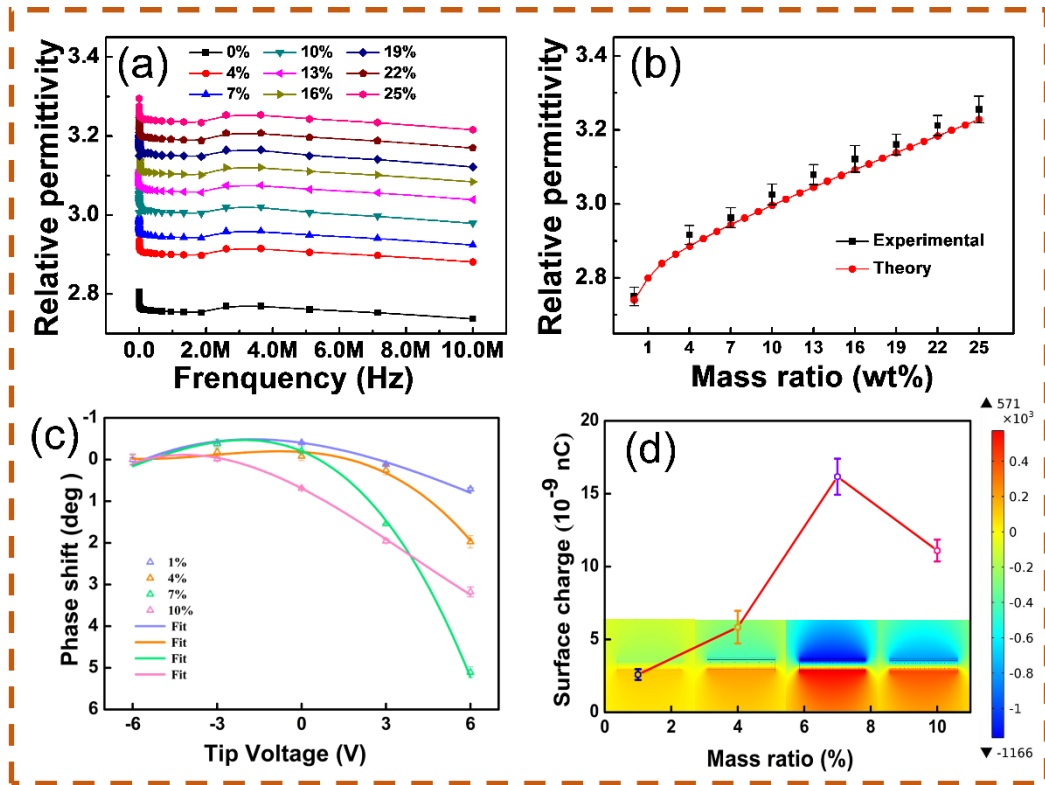 (a)
0% 10% 19%
4% 13% 22%
7% 16% 25%
3.4
3.2
3.0
2.8
Relative permittivity
0.0 2.0M 4.0M 6.0M 8.0M 10.0M
Frenquency (Hz)
(b)
3.4
3.2
3.0
2.8
Relative permittivity
Experimental
Theory
1 4 7 10 13 16 19 22 25
Mass ratio (wt%)
(c)
-1
0
1
2
3
4
5
6
Phase shift (deg)
1%
4%
7%
10%
Fit
Fit
Fit
Fit
-6 -3 0 3 6
Tip Voltage (V)
(d)
20
15
10
5
0
Surface charge (10⁻⁹ nC)
0 2 4 6 8 10
Mass ratio (%)
▲ 571
×10³
0.4
0.2
0
-0.2
-0.4
-0.6
-0.8
-1
▼ -1166